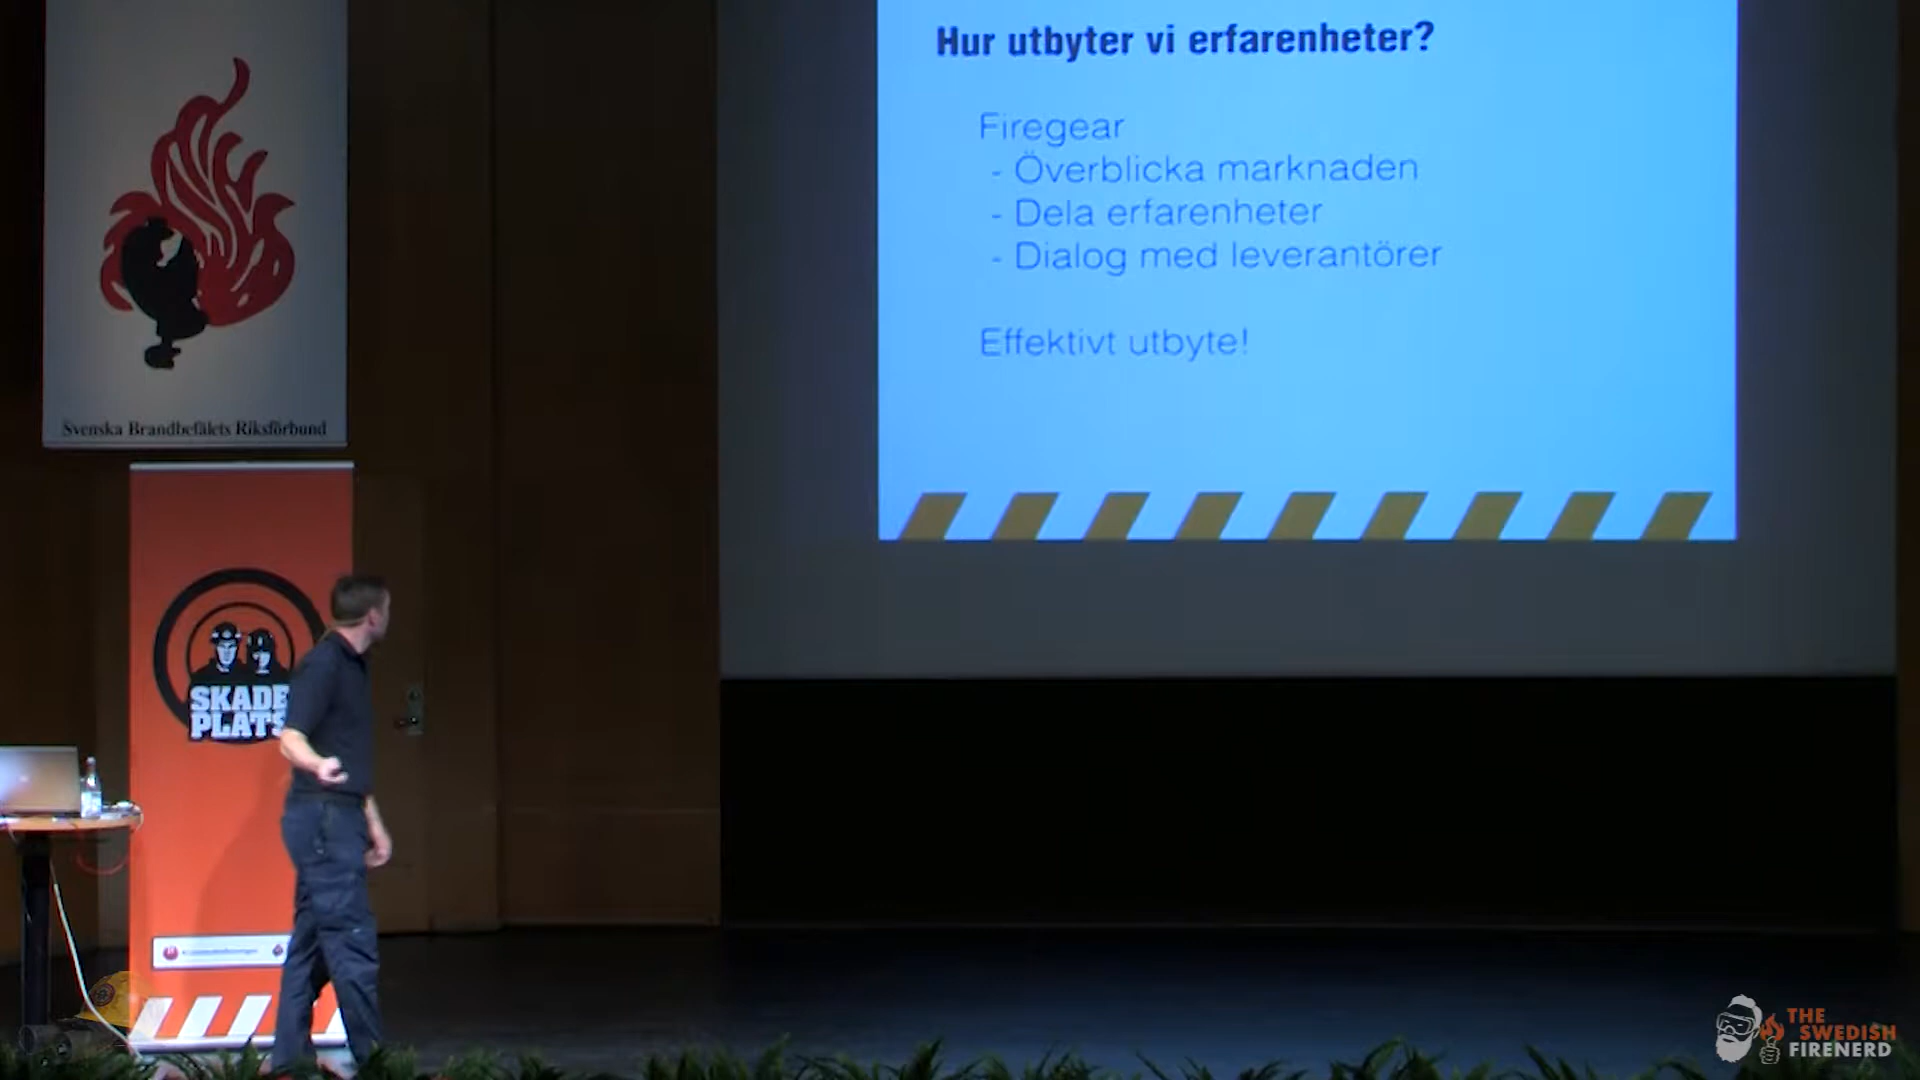 Hur utbyter vi erfarenheter?
Firegear
- Överblicka marknaden
- Dela erfarenheter
- Dialog med leverantörer
Effektivt utbyte!
Svenska Brandbefälets Riksförbund
SKADE
PLATS
THE
SWEDISH
FIRENERD